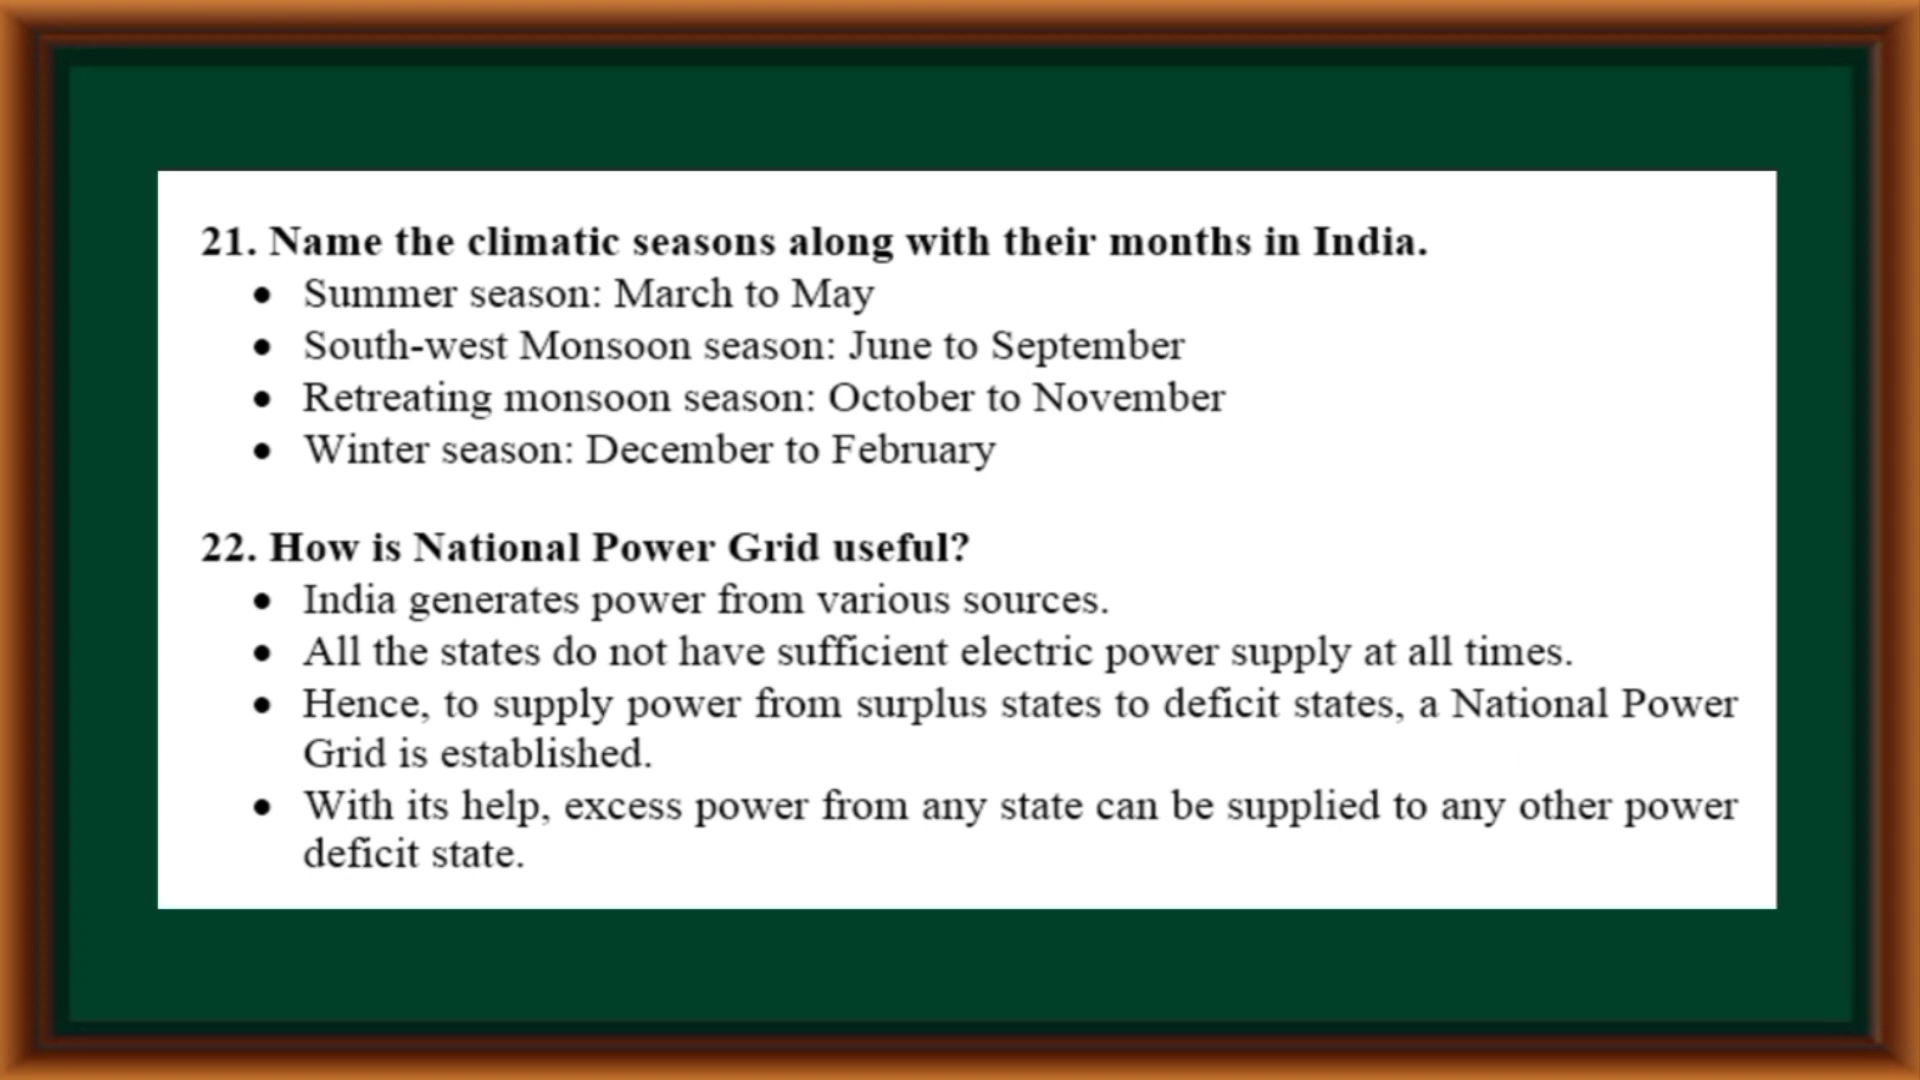 21. Name the climatic seasons along with their months in India.
● Summer season: March to May
● South-west Monsoon season: June to September
● Retreating monsoon season: October to November
● Winter season: December to February
22. How is National Power Grid useful?
● India generates power from various sources.
● All the states do not have sufficient electric power supply at all times.
● Hence, to supply power from surplus states to deficit states, a National Power
Grid is established.
● With its help, excess power from any state can be supplied to any other power
deficit state.